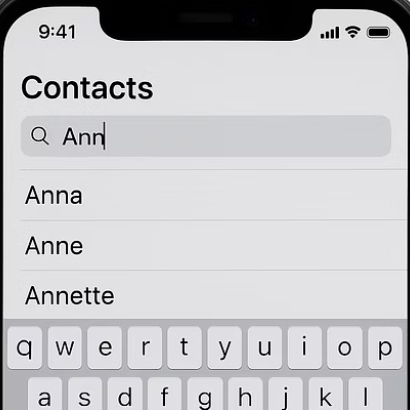 9:41
Contacts
Ann
Anna
Anne
Annette
q w e r t y u i o p
a s d f g h j k l